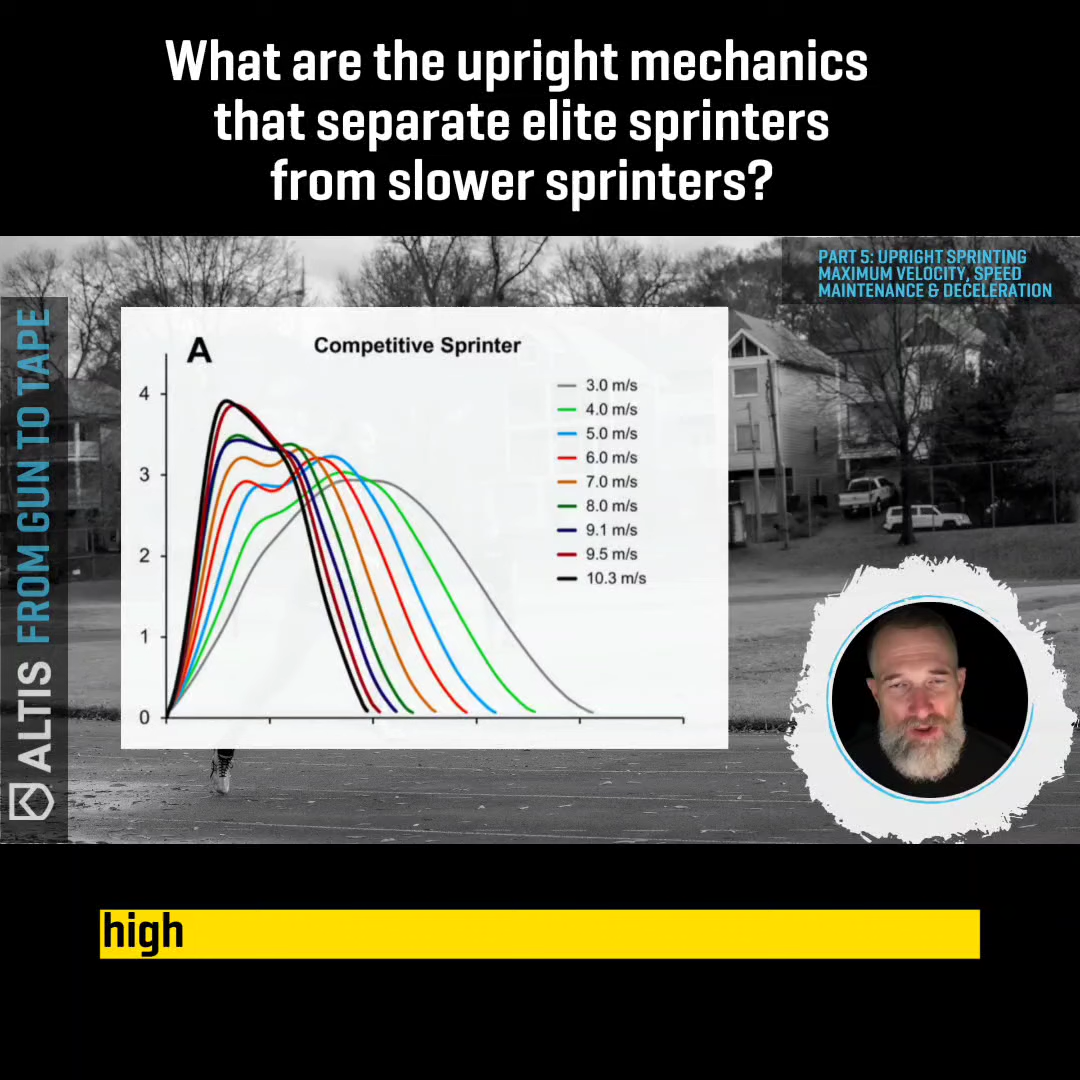 What are the upright mechanics
that separate elite sprinters
from slower sprinters?
PART 5: UPRIGHT SPRINTING
MAXIMUM VELOCITY, SPEED
MAINTENANCE & DECELERATION
ALTIS FROM GUN TO TAPE
A
Competitive Sprinter
4
3
2
1
0
3.0 m/s
4.0 m/s
5.0 m/s
6.0 m/s
7.0 m/s
8.0 m/s
9.1 m/s
9.5 m/s
10.3 m/s
high